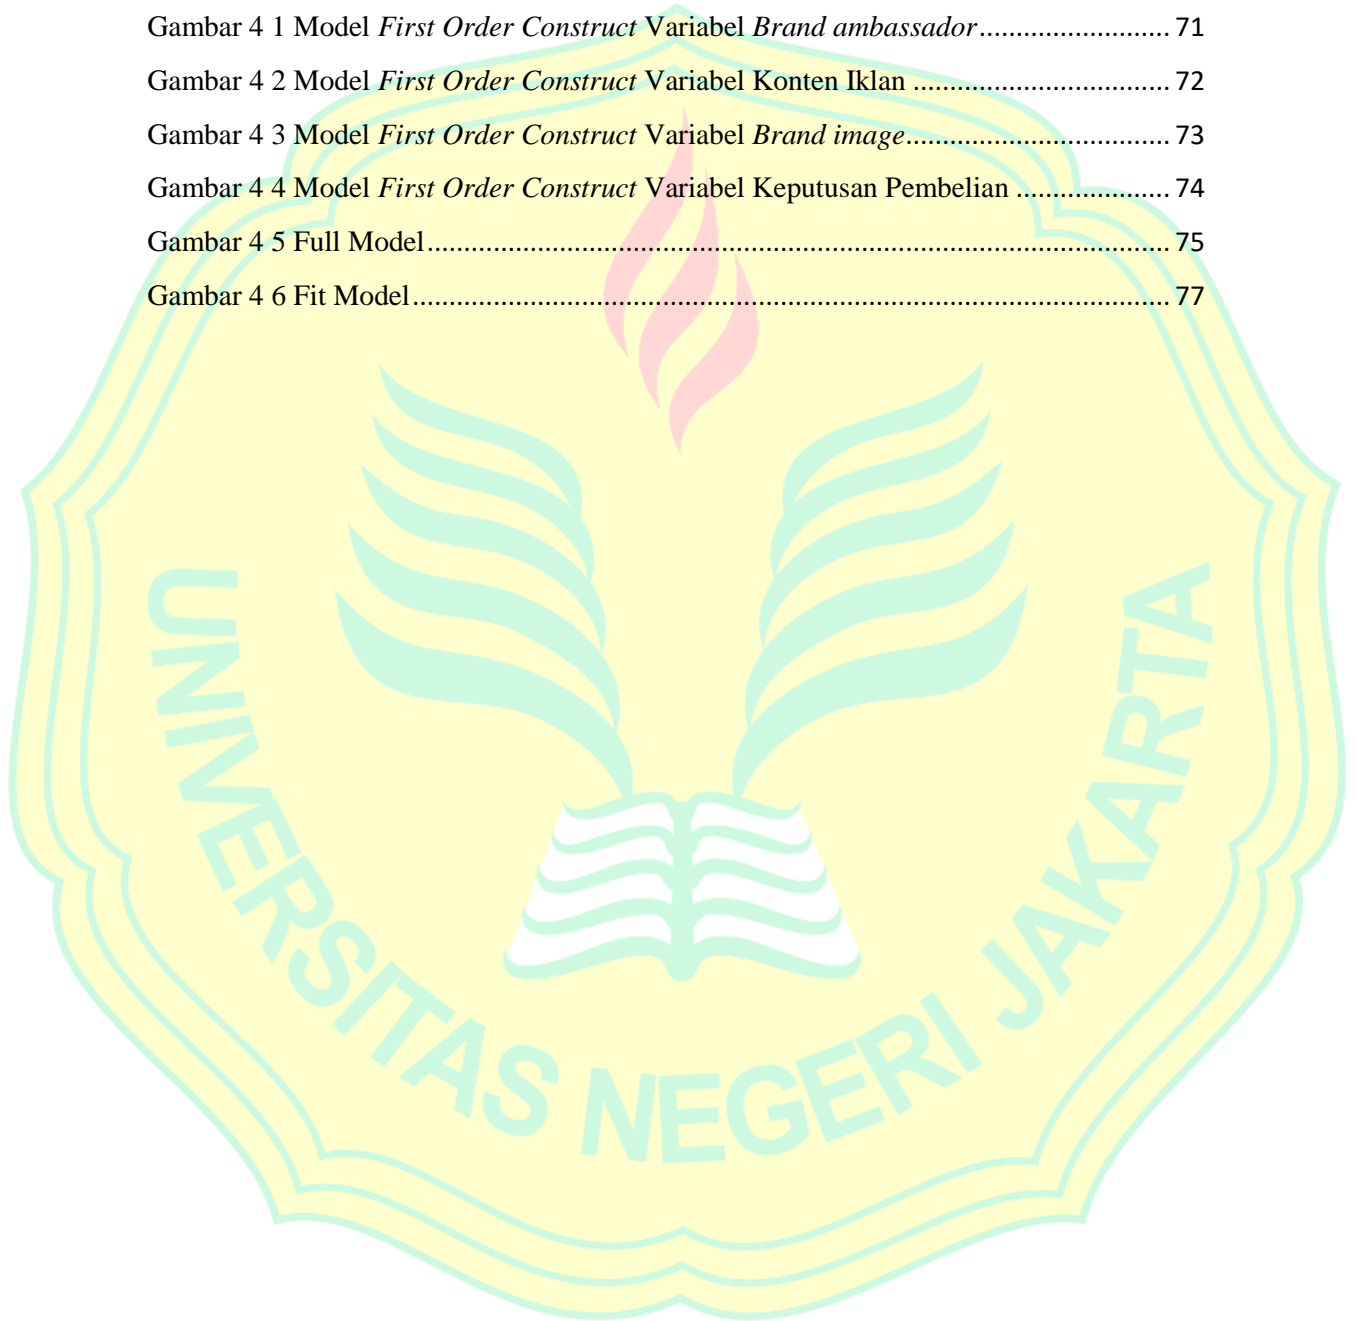 Gambar 4 1 Model First Order Construct Variabel Brand ambassador.......................... 71
Gambar 4 2 Model First Order Construct Variabel Konten Iklan ................................... 72
Gambar 4 3 Model First Order Construct Variabel Brand image.................................... 73
Gambar 4 4 Model First Order Construct Variabel Keputusan Pembelian ..................... 74
Gambar 4 5 Full Model.................................................................................................... 75
Gambar 4 6 Fit Model...................................................................................................... 77
UNIVERSITAS NEGERI JAKARTA